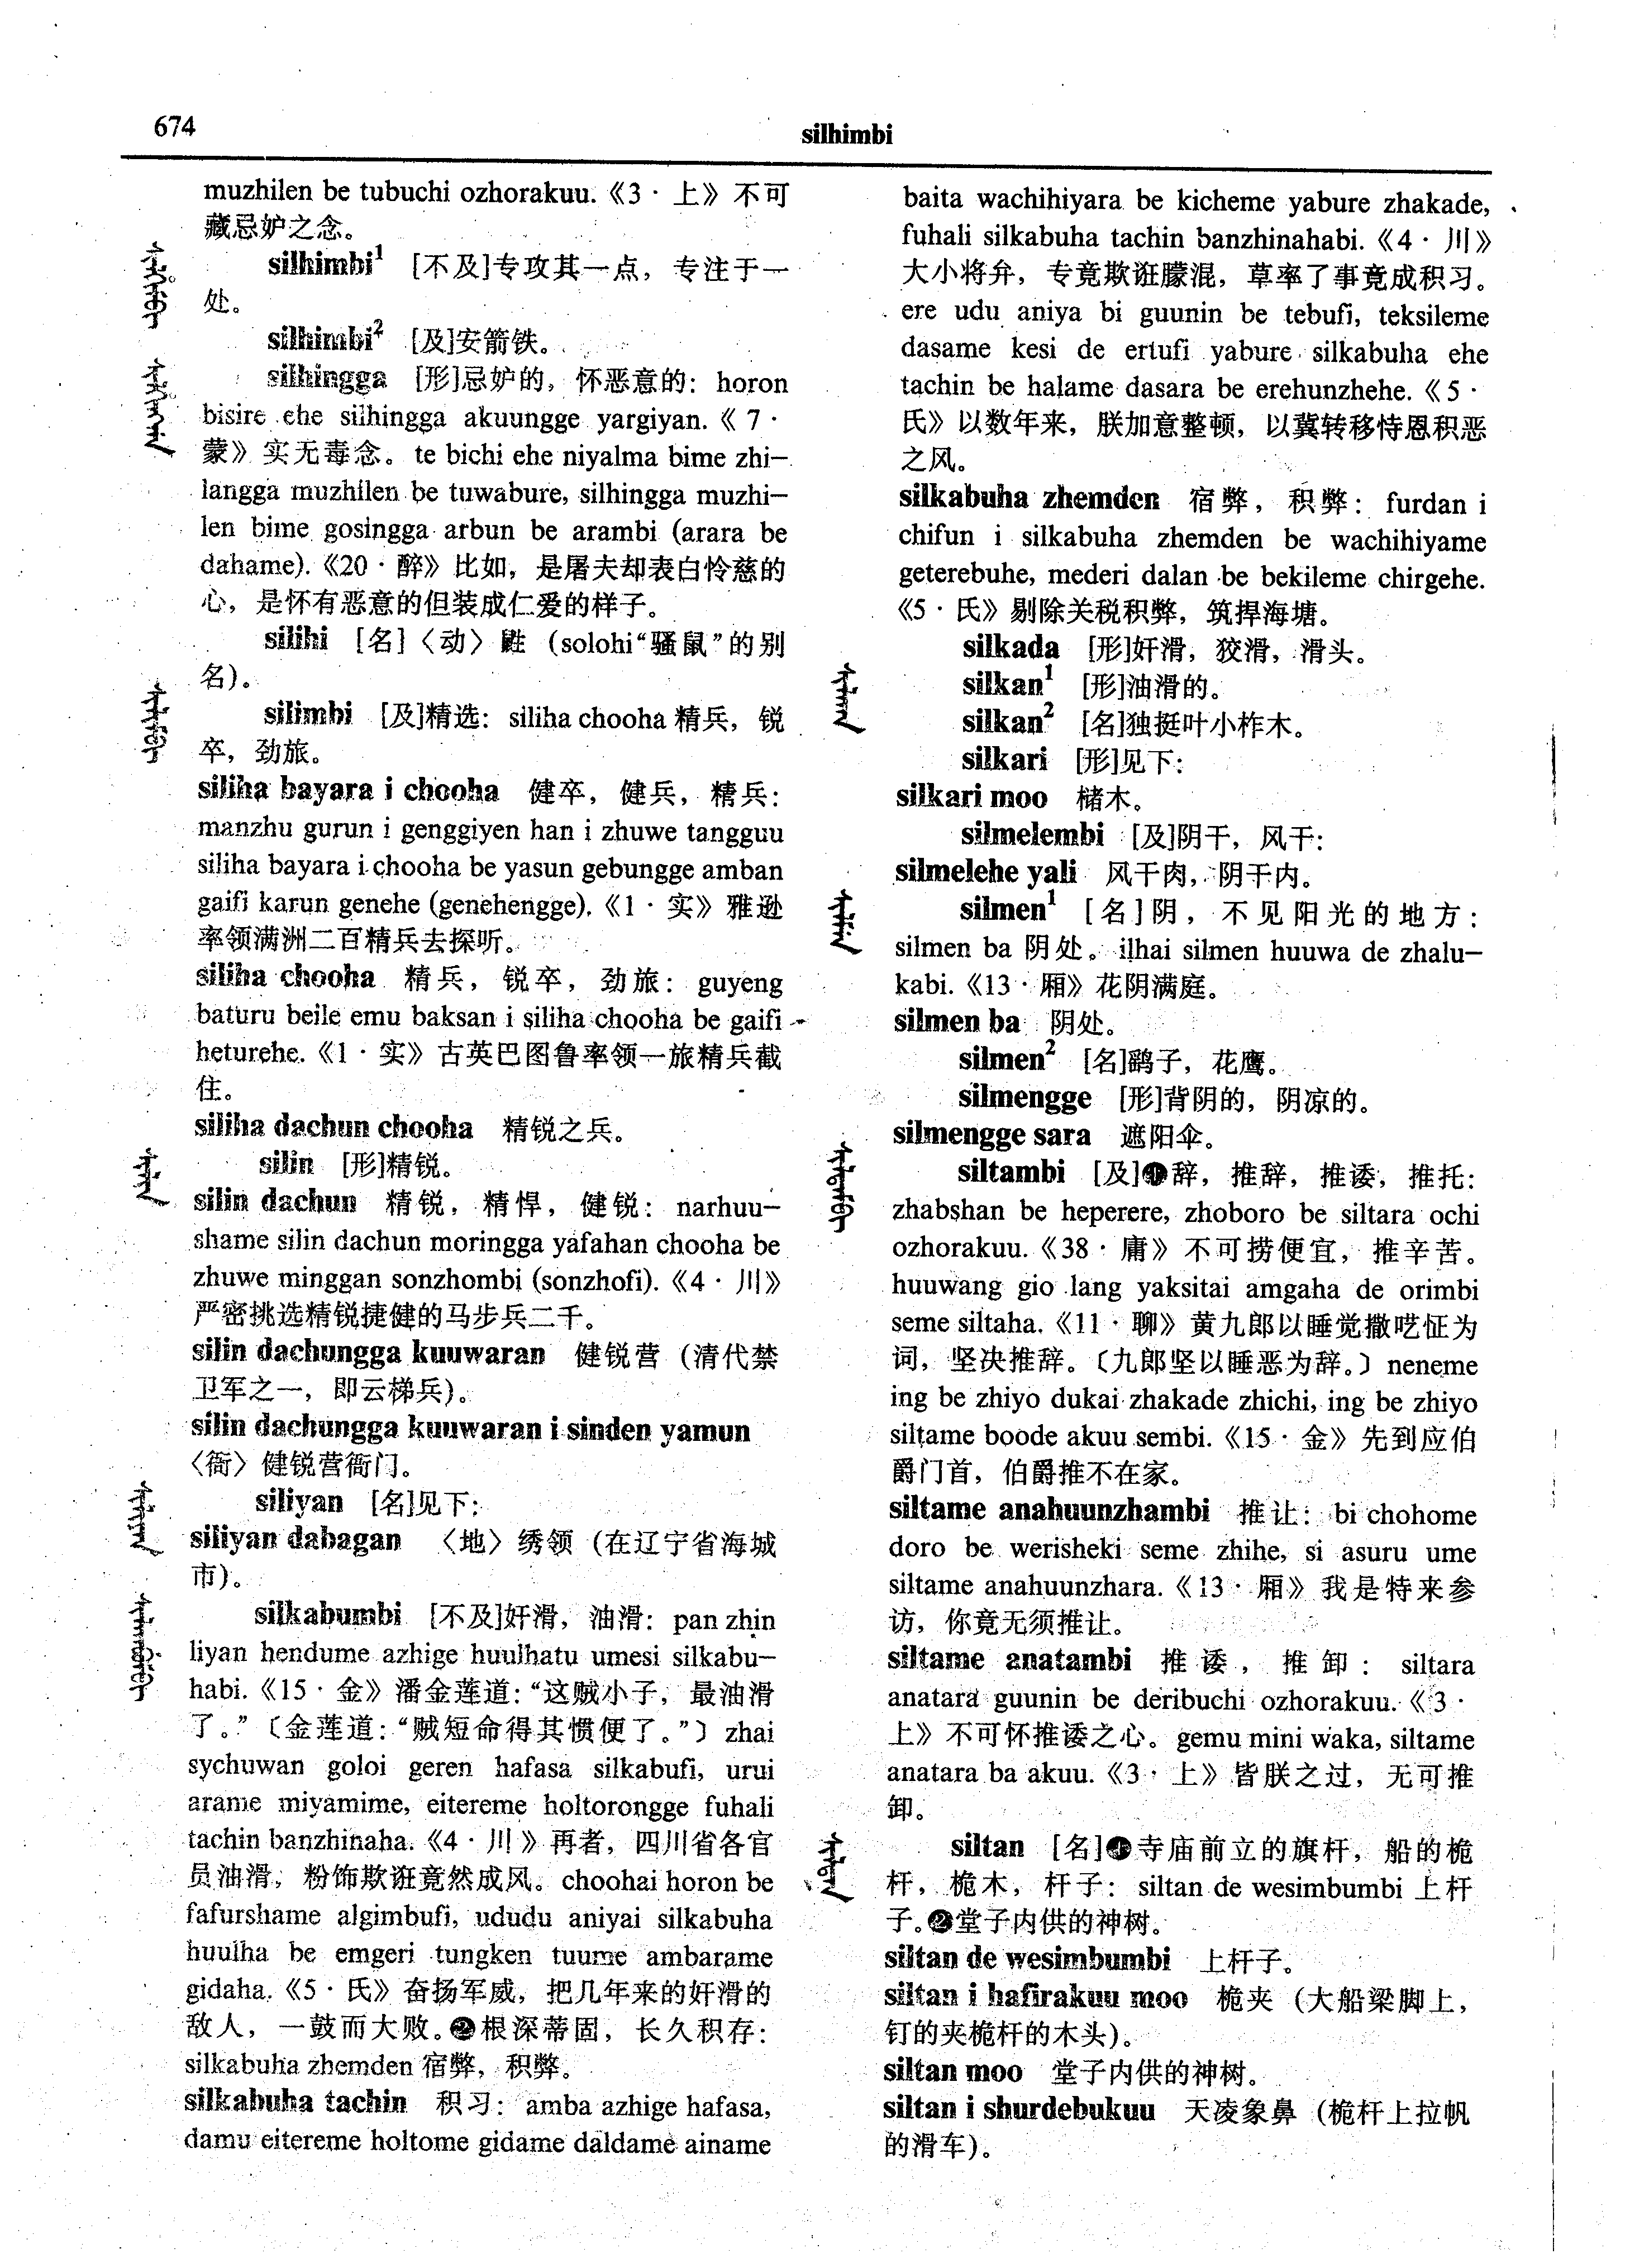 674
silhimbi
muzhilen be tubuchi ozhorakuu.《3 · 上》不可
藏忌妒之念。
silhimbi¹ [不及]专攻其一点，专注于一
处。
silhimbi² [及]安箭铁。
silhingga [形]忌妒的，怀恶意的：horon
bisire ehe silhingga akuungge yargiyan.《7 ·
蒙》实无毒念。te bichi ehe niyalma bime zhi-
langga muzhilen be tuwabure, silhingga muzhi-
len bime gosingga arbun be arambi (arara be
dahame).《20 · 醉》比如，是屠夫却表白怜慈的
心，是怀有恶意的但装成仁爱的样子。
silihi [名]〈动〉鼪（solohi“骚鼠”的别
名）。
silimbi [及]精选：siliha chooha 精兵，锐
卒，劲旅。
siliha bayara i chooha 健卒，健兵，精兵：
manzhu gurun i genggiyen han i zhuwe tangguu
siliha bayara i chooha be yasun gebungge amban
gaifi karun genehe (genehengge).《1 · 实》雅逊
率领满洲二百精兵去探听。
siliha chooha 精兵，锐卒，劲旅：guyeng
baturu beile emu baksan i siliha chooha be gaifi
heturehe.《1 · 实》古英巴图鲁率领一旅精兵截
住。
siliha dachun chooha 精锐之兵。
silin [形]精锐。
silin dachun 精锐，精悍，健锐：narhuu-
shame silin dachun moringga yafahan chooha be
zhuwe minggan sonzhombi (sonzhofi).《4 · 川》
严密挑选精锐捷健的马步兵二千。
silin dachungga kuuwaran 健锐营（清代禁
卫军之一，即云梯兵）。
silin dachungga kuuwaran i sinden yamun
〈衙〉健锐营衙门。
siliyan [名]见下：
siliyan dabagan 〈地〉绣领（在辽宁省海城
市）。
silkabumbi [不及]奸滑，油滑：pan zhin
liyan hendume azhige huulhatu umesi silkabu-
habi.《15 · 金》潘金莲道：“这贼小子，最油滑
了。”〔金莲道：“贼短命得其惯便了。”〕zhai
sychuwan goloi geren hafasa silkabufi, urui
arame miyamime, eitereme holtorongge fuhali
tachin banzhinaha.《4 · 川》再者，四川省各官
员油滑，粉饰欺诳竟然成风。choohai horon be
fafurshame algimbufi, ududu aniyai silkabuha
huulha be emgeri tungken tuume ambarame
gidaha.《5 · 氏》奋扬军威，把几年来的奸滑的
敌人，一鼓而大败。❷根深蒂固，长久积存：
silkabuha zhemden 宿弊，积弊。
silkabuha tachin 积习：amba azhige hafasa,
damu eitereme holtome gidame daldame ainame
baita wachihiyara be kicheme yabure zhakade,
fuhali silkabuha tachin banzhinahabi.《4 · 川》
大小将弁，专竟欺诳朦混，草率了事竟成积习。
ere udu aniya bi guunin be tebufi, teksileme
dasame kesi de ertufi yabure silkabuha ehe
tachin be halame dasara be erehunzhehe.《5 ·
氏》以数年来，朕加意整顿，以冀转移恃恩积恶
之风。
silkabuha zhemden 宿弊，积弊：furdan i
chifun i silkabuha zhemden be wachihiyame
geterebuhe, mederi dalan be bekileme chirgehe.
《5 · 氏》剔除关税积弊，筑捍海塘。
silkada [形]奸滑，狡滑，滑头。
silkan¹ [形]油滑的。
silkan² [名]独挺叶小柞木。
silkari [形]见下：
silkari moo 楮木。
silmelembi [及]阴干，风干：
silmelehe yali 风干肉，阴干内。
silmen¹ [名]阴，不见阳光的地方：
silmen ba 阴处。ilhai silmen huuwa de zhalu-
kabi.《13 · 厢》花阴满庭。
silmen ba 阴处。
silmen² [名]鹞子，花鹰。
silmengge [形]背阴的，阴凉的。
silmengge sara 遮阳伞。
siltambi [及]❶辞，推辞，推诿，推托：
zhabshan be heperere, zhoboro be siltara ochi
ozhorakuu.《38 · 庸》不可捞便宜，推辛苦。
huuwang gio lang yaksitai amgaha de orimbi
seme siltaha.《11 · 聊》黄九郎以睡觉撒呓怔为
词，坚决推辞。〔九郎坚以睡恶为辞。〕neneme
ing be zhiyo dukai zhakade zhichi, ing be zhiyo
siltame boode akuu sembi.《15 · 金》先到应伯
爵门首，伯爵推不在家。
siltame anahuunzhambi 推让：bi chohome
doro be werisheki seme zhihe, si asuru ume
siltame anahuunzhara.《13 · 厢》我是特来参
访，你竟无须推让。
siltame anatambi 推诿，推卸：siltara
anatara guunin be deribuchi ozhorakuu.《3 ·
上》不可怀推诿之心。gemu mini waka, siltame
anatara ba akuu.《3 · 上》皆朕之过，无可推
卸。
siltan [名]❶寺庙前立的旗杆，船的桅
杆，桅木，杆子：siltan de wesimbumbi 上杆
子。❷堂子内供的神树。
siltan de wesimbumbi 上杆子。
siltan i hafirakuu moo 桅夹（大船梁脚上，
钉的夹桅杆的木头）。
siltan moo 堂子内供的神树。
siltan i shurdebukuu 天凌象鼻（桅杆上拉帆
的滑车）。